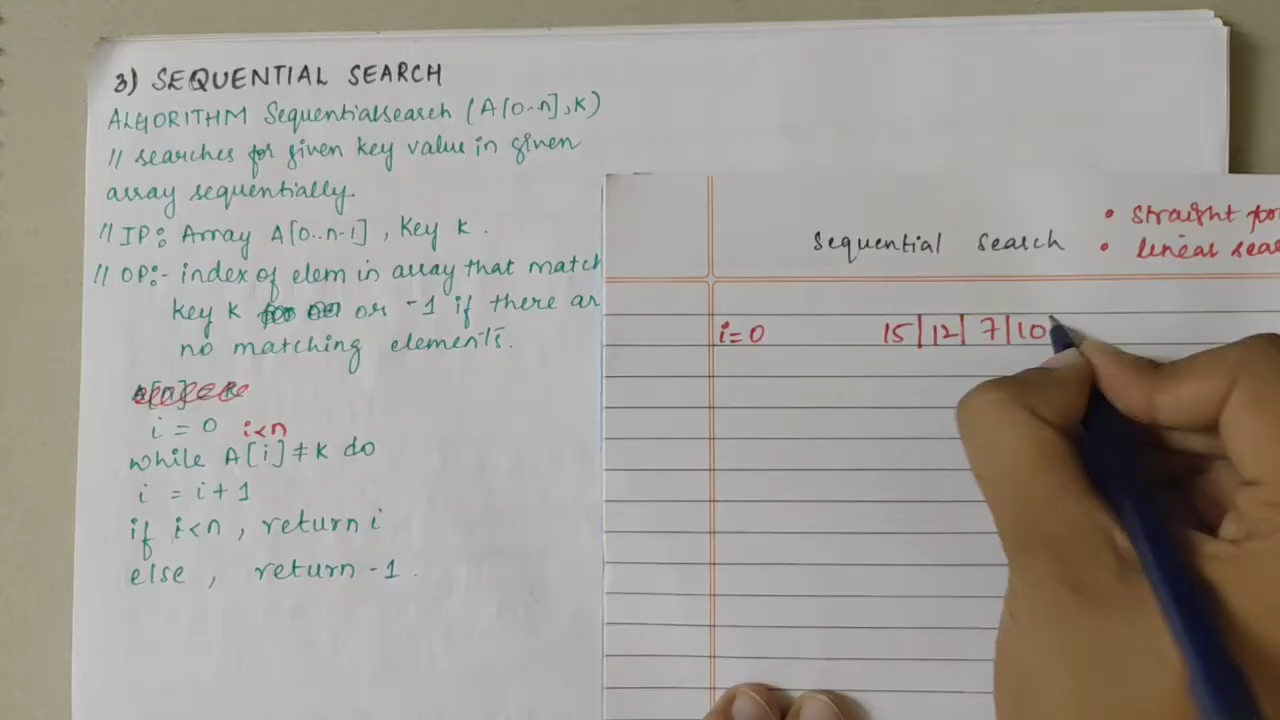 3) SEQUENTIAL SEARCH
ALGORITHM Sequentialsearch (A[0..n], K)
// searches for given key value in given
array sequentially.
// IP: Array A[0..n-1], Key K.
// OP:- index of elem in array that match
key K or -1 if there ar
no matching elements.
i = 0 i<n
while A[i] ≠ K do
i = i + 1
if i<n, return i
else, return -1.
Sequential Search
• straight for
• linear sear
i=0 15|12|7|10